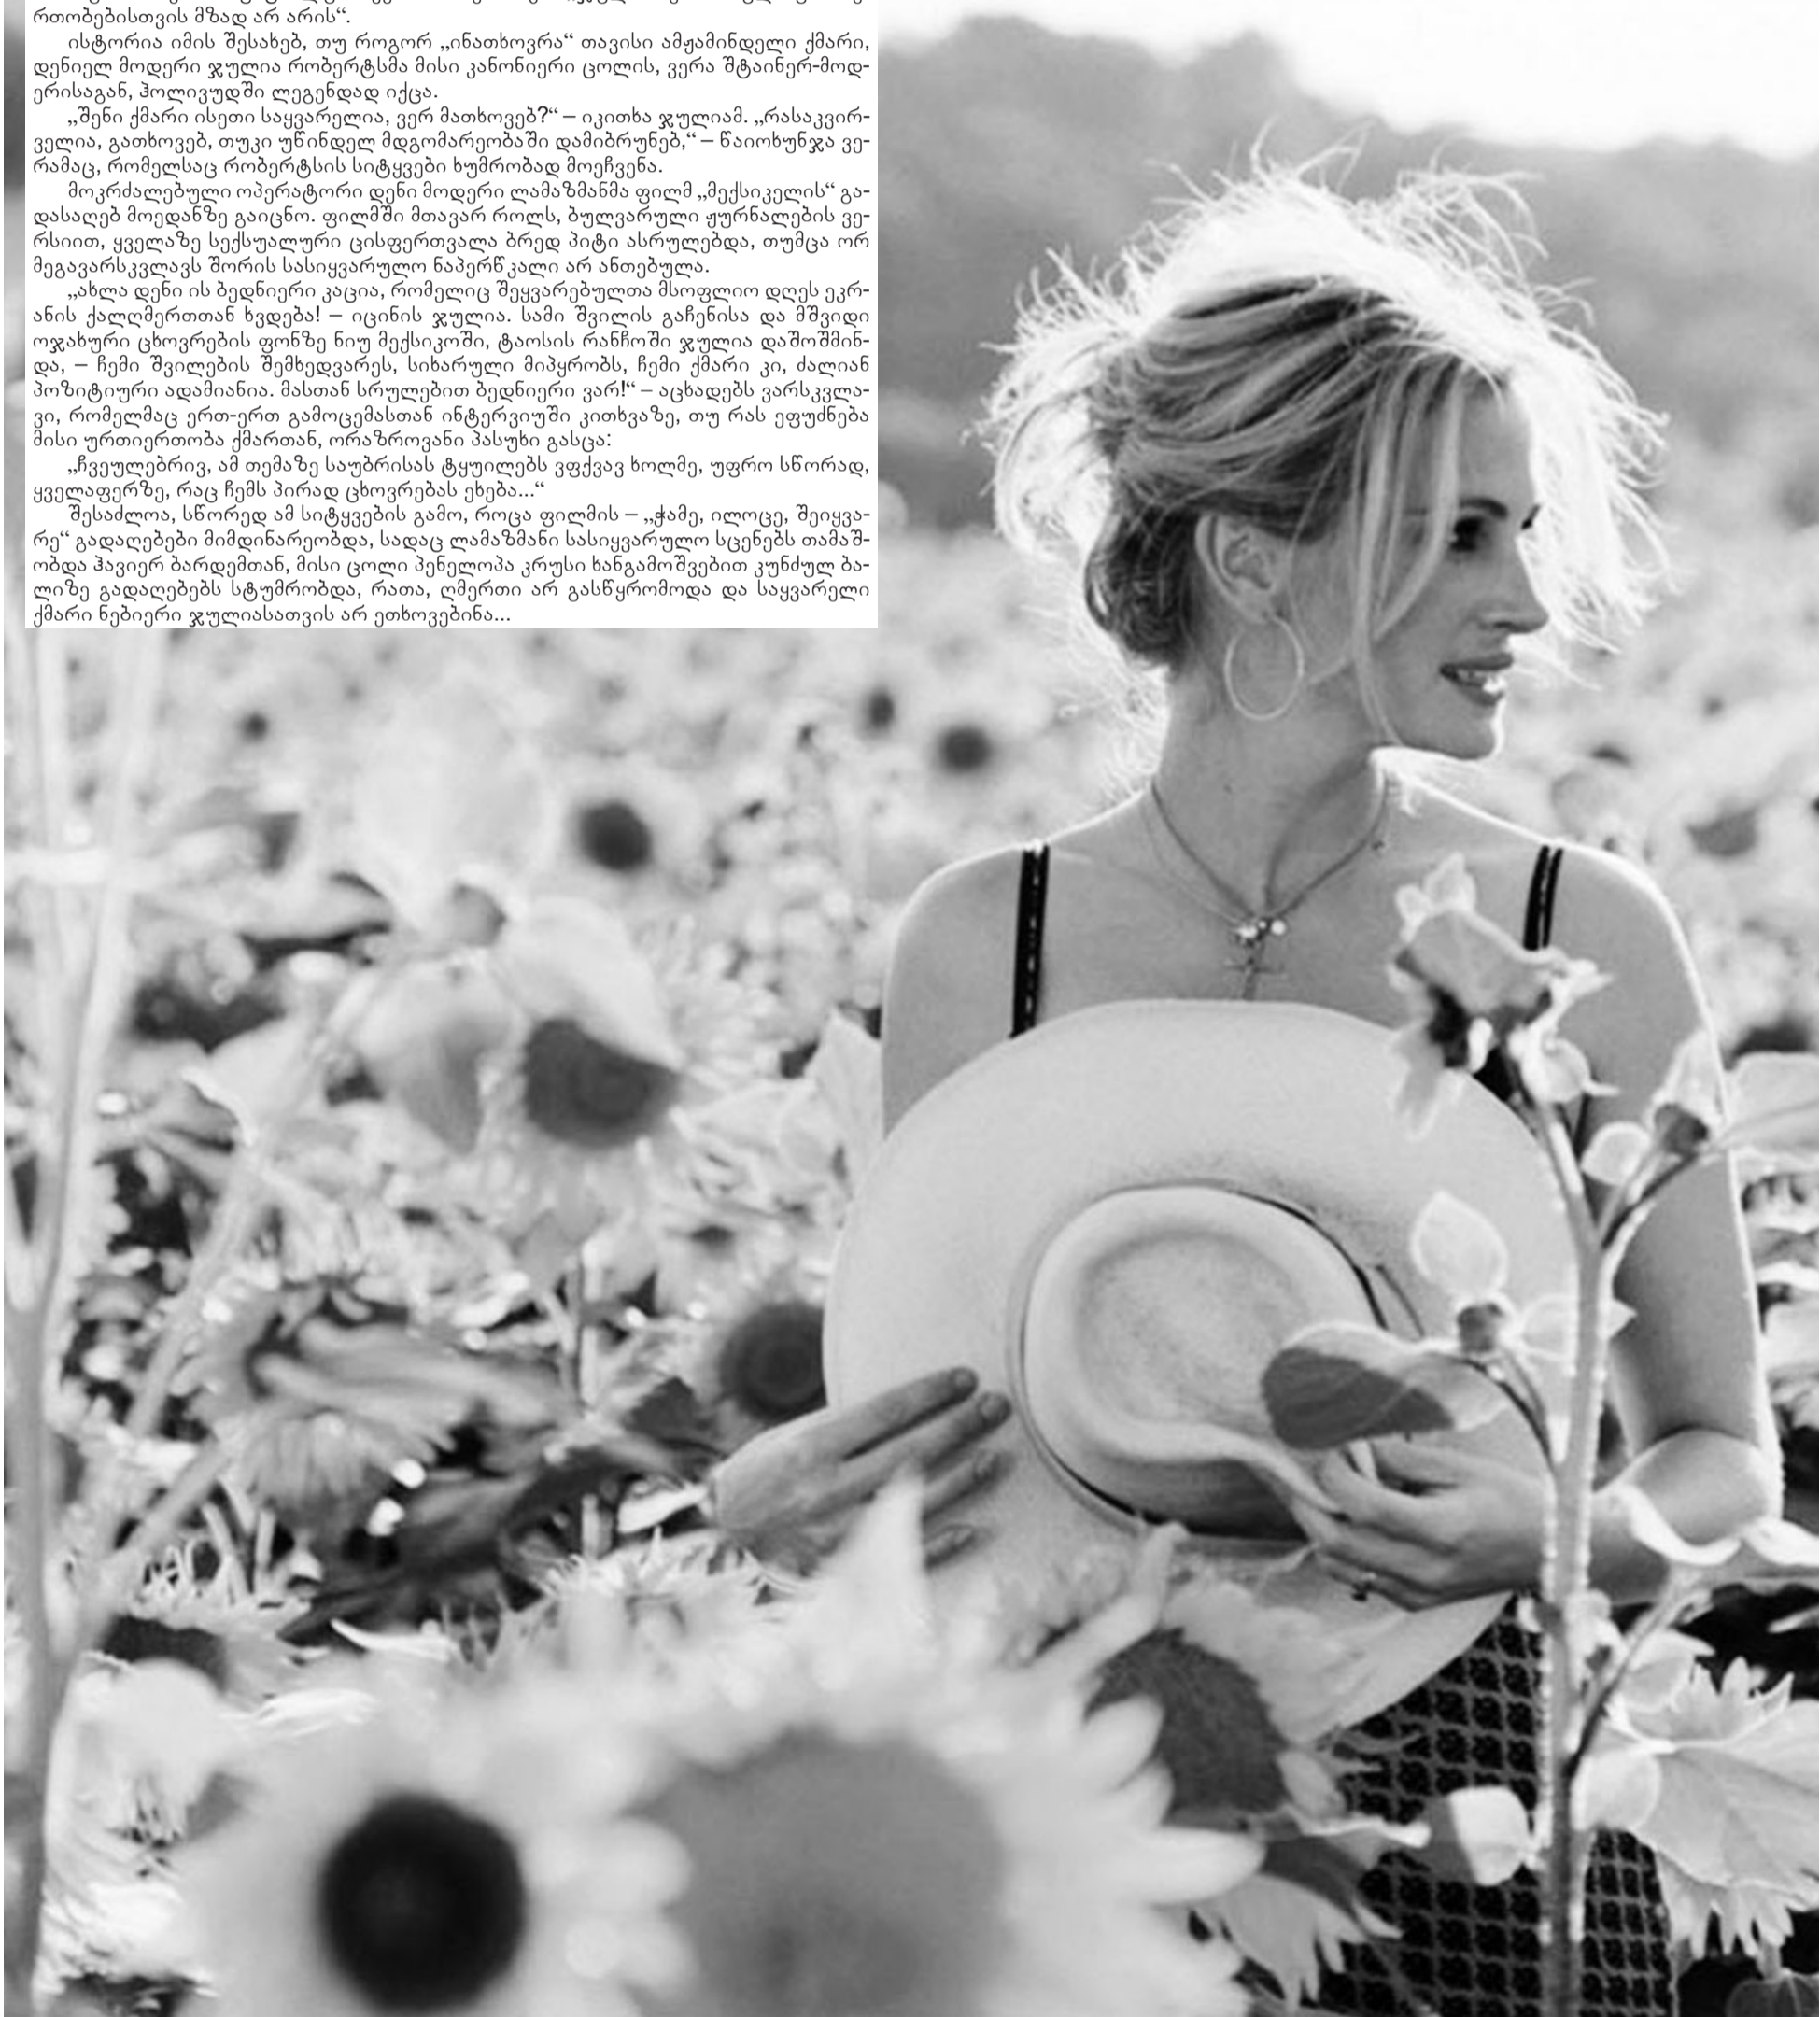 რთობებისთვის მზად არ არის“.
ისტორია იმის შესახებ, თუ როგორ „ინათხოვრა“ თავისი ამჟამინდელი ქმარი,
დენიელ მოდერი ჯულია რობერტსმა მისი კანონიერი ცოლის, ვერა შტაინერ-მოდ-
ერისაგან, ჰოლივუდში ლეგენდად იქცა.
„შენი ქმარი ისეთი საყვარელია, ვერ მათხოვებ?“ – იკითხა ჯულიამ. „რასაკვირ-
ველია, გათხოვებ, თუკი უწინდელ მდგომარეობაში დამიბრუნებ,“ – წაიოხუნჯა ვე-
რამაც, რომელსაც რობერტსის სიტყვები ხუმრობად მოეჩვენა.
მოკრძალებული ოპერატორი დენი მოდერი ლამაზმანმა ფილმ „მექსიკელის“ გა-
დასაღებ მოედანზე გაიცნო. ფილმში მთავარ როლს, ბულვარული ჟურნალების ვე-
რსიით, ყველაზე სექსუალური ცისფერთვალა ბრედ პიტი ასრულებდა, თუმცა ორ
მეგავარსკვლავს შორის სასიყვარულო ნაპერწკალი არ ანთებულა.
„ახლა დენი ის ბედნიერი კაცია, რომელიც შეყვარებულთა მსოფლიო დღეს ეკრ-
ანის ქალღმერთთან ხვდება! – იცინის ჯულია. სამი შვილის გაჩენისა და მშვიდი
ოჯახური ცხოვრების ფონზე ნიუ მექსიკოში, ტაოსის რანჩოში ჯულია დაშოშმინ-
და, – ჩემი შვილების შემხედვარეს, სიხარული მიპყრობს, ჩემი ქმარი კი, ძალიან
პოზიტიური ადამიანია. მასთან სრულებით ბედნიერი ვარ!“ – აცხადებს ვარსკვლა-
ვი, რომელმაც ერთ-ერთ გამოცემასთან ინტერვიუში კითხვაზე, თუ რას ეფუძნება
მისი ურთიერთობა ქმართან, ორაზროვანი პასუხი გასცა:
„ჩვეულებრივ, ამ თემაზე საუბრისას ტყუილებს ვფქვავ ხოლმე, უფრო სწორად,
ყველაფერზე, რაც ჩემს პირად ცხოვრებას ეხება...“
შესაძლოა, სწორედ ამ სიტყვების გამო, როცა ფილმის – „ჭამე, ილოცე, შეიყვა-
რე“ გადაღებები მიმდინარეობდა, სადაც ლამაზმანი სასიყვარულო სცენებს თამაშ-
ობდა ჰავიერ ბარდემთან, მისი ცოლი პენელოპა კრუსი ხანგამოშვებით კუნძულ ბა-
ლიზე გადაღებებს სტუმრობდა, რათა, ღმერთი არ გასწყრომოდა და საყვარელი
ქმარი ნებიერი ჯულიასათვის არ ეთხოვებინა...